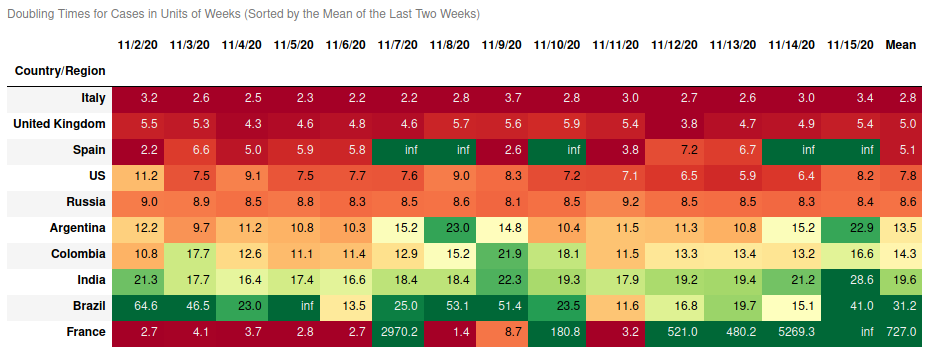 Doubling Times for Cases in Units of Weeks (Sorted by the Mean of the Last Two Weeks)
11/2/20 11/3/20 11/4/20 11/5/20 11/6/20 11/7/20 11/8/20 11/9/20 11/10/20 11/11/20 11/12/20 11/13/20 11/14/20 11/15/20 Mean
Country/Region
Italy 3.2 2.6 2.5 2.3 2.2 2.2 2.8 3.7 2.8 3.0 2.7 2.6 3.0 3.4 2.8
United Kingdom 5.5 5.3 4.3 4.6 4.8 4.6 5.7 5.6 5.9 5.4 3.8 4.7 4.9 5.4 5.0
Spain 2.2 6.6 5.0 5.9 5.8 inf inf 2.6 inf 3.8 7.2 6.7 inf inf 5.1
US 11.2 7.5 9.1 7.5 7.7 7.6 9.0 8.3 7.2 7.1 6.5 5.9 6.4 8.2 7.8
Russia 9.0 8.9 8.5 8.8 8.3 8.5 8.6 8.1 8.5 9.2 8.5 8.5 8.3 8.4 8.6
Argentina 12.2 9.7 11.2 10.8 10.3 15.2 23.0 14.8 10.4 11.5 11.3 10.8 15.2 22.9 13.5
Colombia 10.8 17.7 12.6 11.1 11.4 12.9 15.2 21.9 18.1 11.5 13.3 13.4 13.2 16.6 14.3
India 21.3 17.7 16.4 17.4 16.6 18.4 18.4 22.3 19.3 17.9 19.2 19.4 21.2 28.6 19.6
Brazil 64.6 46.5 23.0 inf 13.5 25.0 53.1 51.4 23.5 11.6 16.8 19.7 15.1 41.0 31.2
France 2.7 4.1 3.7 2.8 2.7 2970.2 1.4 8.7 180.8 3.2 521.0 480.2 5269.3 inf 727.0